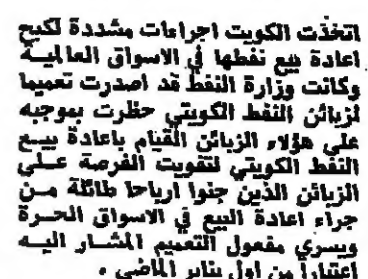 اتخذت الكويت اجراءات مشددة لكبح
اعادة بيع نفطها في الاسواق العالمية
وكانت وزارة النفط قد اصدرت تعميما
لزبائن النفط الكويتي حظرت بموجبه
على هؤلاء الزبائن القيام باعادة بيع
النفط الكويتي لتفويت الفرصة على
الزبائن الذين جنوا ارباحا طائلة من
جراء اعادة البيع في الاسواق الحرة
ويسري مفعول التعميم المشار اليه
اعتبارا من اول يناير الماضي ٠